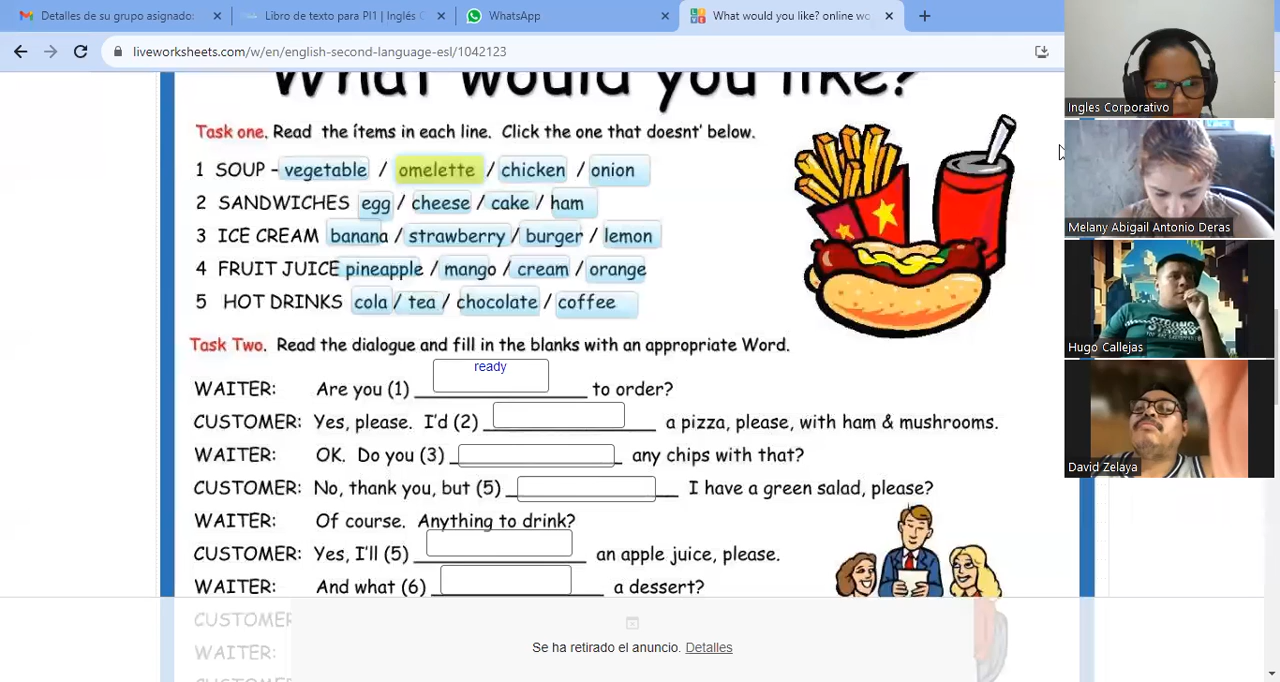 Detalles de su grupo asignado:
Libro de texto para PI1 | Inglés C
WhatsApp
What would you like? online wo
liveworksheets.com/w/en/english-second-language-esl/1042123
What would you like?
Task one. Read the ítems in each line. Click the one that doesnt' below.
1 SOUP - vegetable / omelette / chicken / onion
2 SANDWICHES egg / cheese / cake / ham
3 ICE CREAM banana / strawberry / burger / lemon
4 FRUIT JUICE pineapple / mango / cream / orange
5 HOT DRINKS cola / tea / chocolate / coffee
Task Two. Read the dialogue and fill in the blanks with an appropriate Word.
ready
WAITER: Are you (1) ____ to order?
CUSTOMER: Yes, please. I'd (2) ____ a pizza, please, with ham & mushrooms.
WAITER: OK. Do you (3) ____ any chips with that?
CUSTOMER: No, thank you, but (5) ____ I have a green salad, please?
WAITER: Of course. Anything to drink?
CUSTOMER: Yes, I'll (5) ____ an apple juice, please.
WAITER: And what (6) ____ a dessert?
CUSTOMER
WAITER:
Se ha retirado el anuncio. Detalles
Ingles Corporativo
Melany Abigail Antonio Deras
Hugo Callejas
David Zelaya